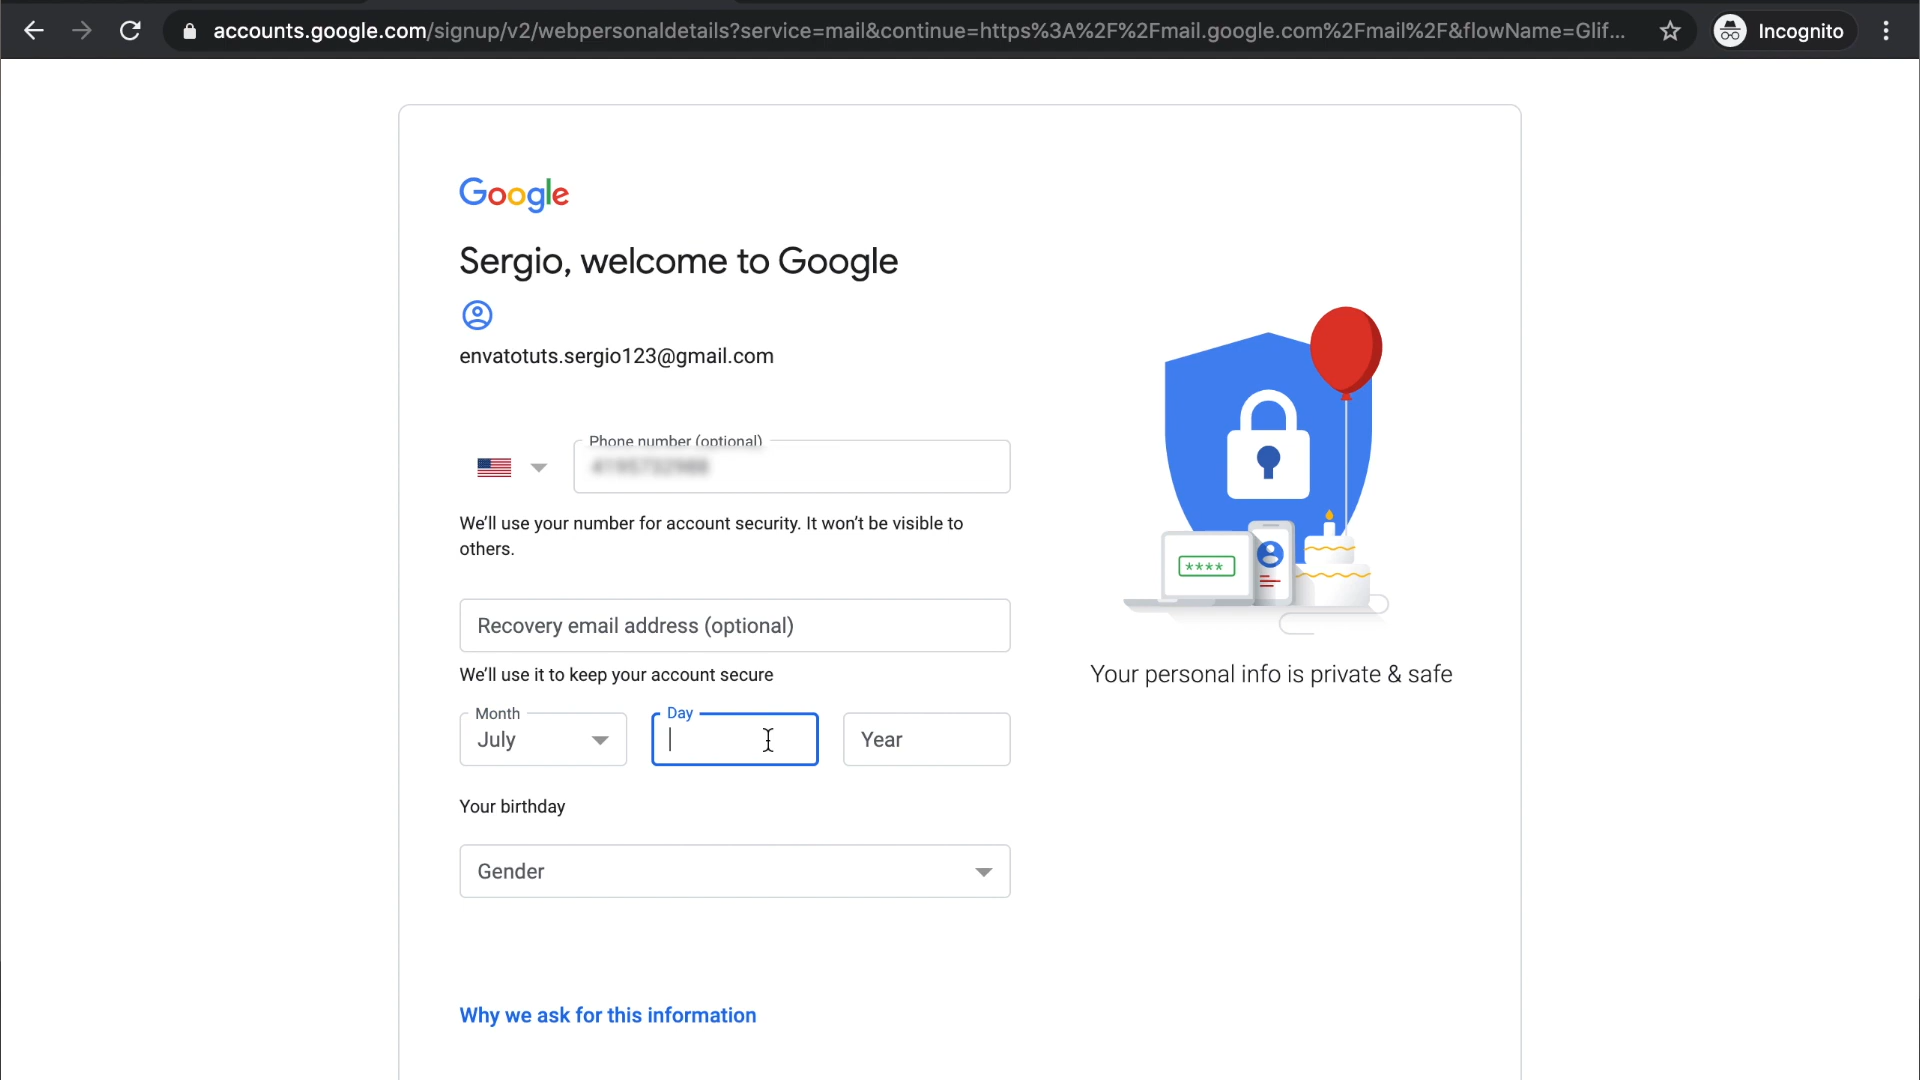 accounts.google.com/signup/v2/webpersonaldetails?service=mail&continue=https%3A%2F%2Fmail.google.com%2Fmail%2F&flowName=Glif...
Incognito
Google
Sergio, welcome to Google
envatotuts.sergio123@gmail.com
Phone number (optional)
We'll use your number for account security. It won't be visible to
others.
Recovery email address (optional)
We'll use it to keep your account secure
Month
July
Day
Year
Your birthday
Gender
Why we ask for this information
****
Your personal info is private & safe